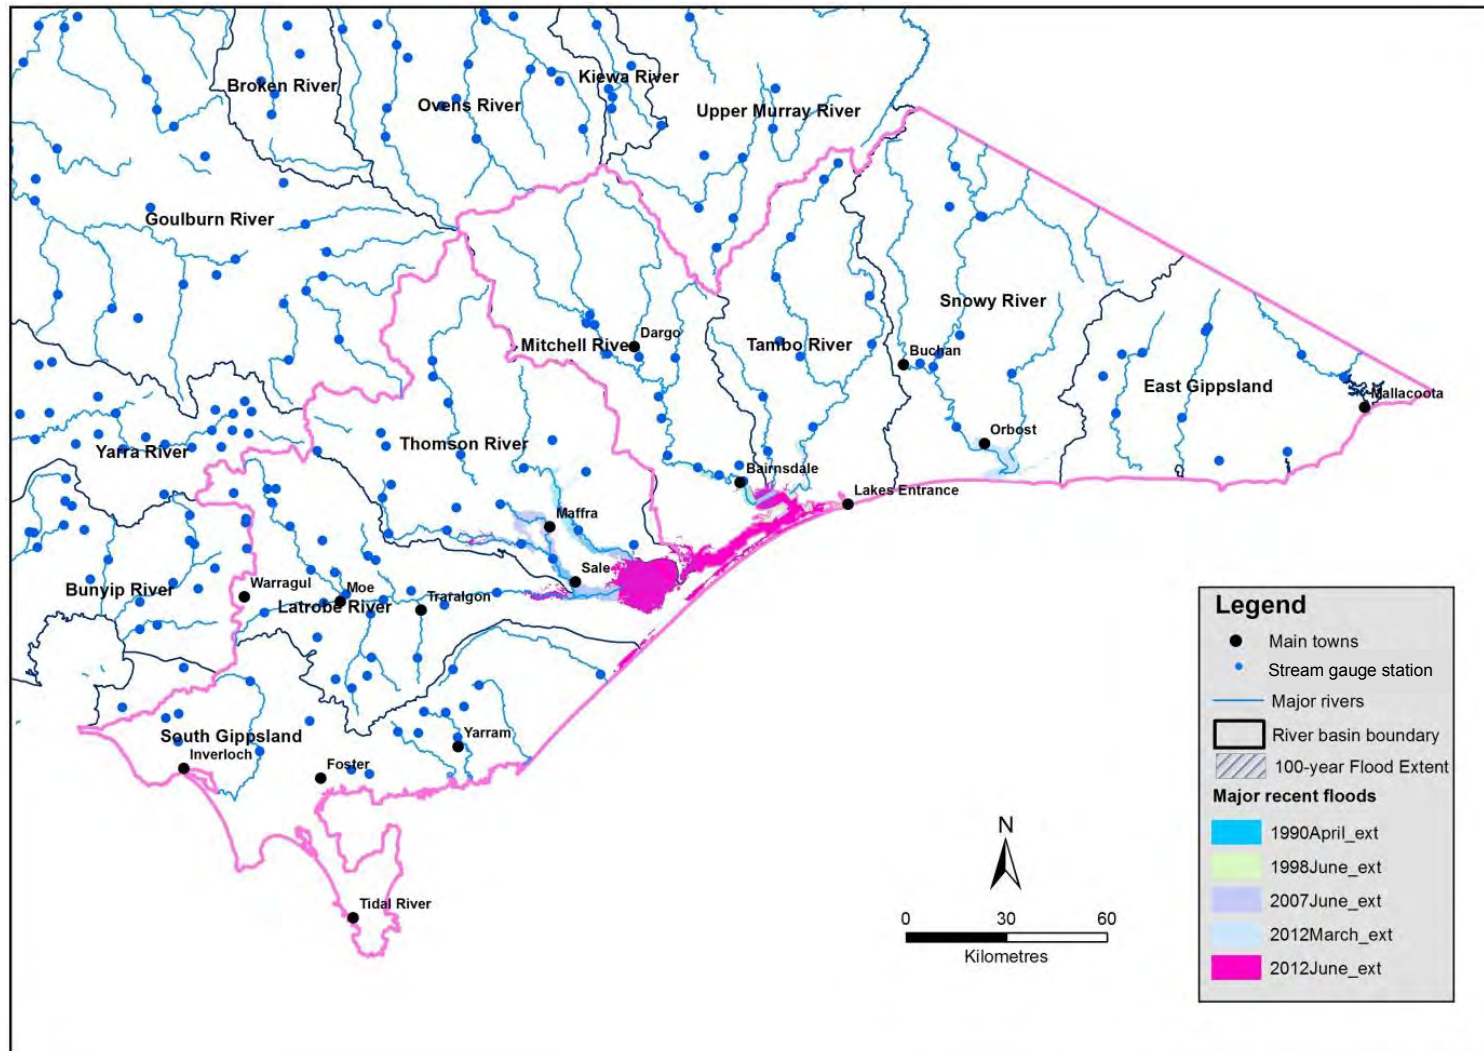 Kiewa River
Broken River
Ovens River
Upper Murray River
Goulburn River
Snowy River
Dargo
Mitchell River
Tambo River
Buchan
East Gippsland
Mallacoota
Orbost
Thomson River
Yarra River
Bairnsdale
Lakes Entrance
Maffra
Sale
Warragul
Bunyip River
Moe
Latrobe River
Traralgon
South Gippsland
Inverloch
Yarram
Foster
Tidal River
N
0 30 60
Kilometres
Legend
Main towns
Stream gauge station
Major rivers
River basin boundary
100-year Flood Extent
Major recent floods
1990April_ext
1998June_ext
2007June_ext
2012March_ext
2012June_ext